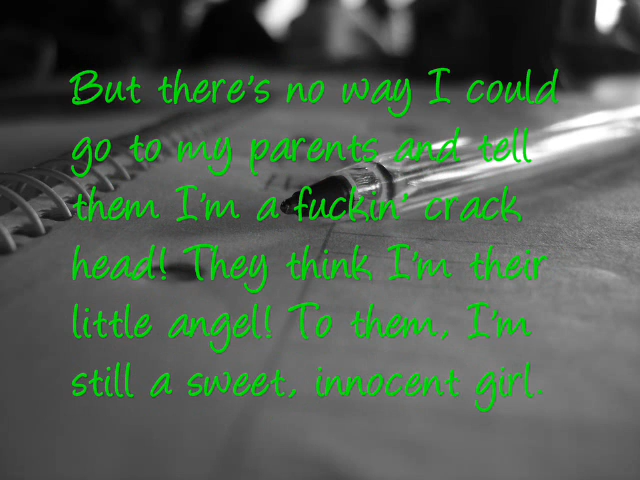 But there's no way I could
go to my parents and tell
them I'm a fuckin' crack
head! They think I'm their
little angel! To them, I'm
still a sweet, innocent girl.